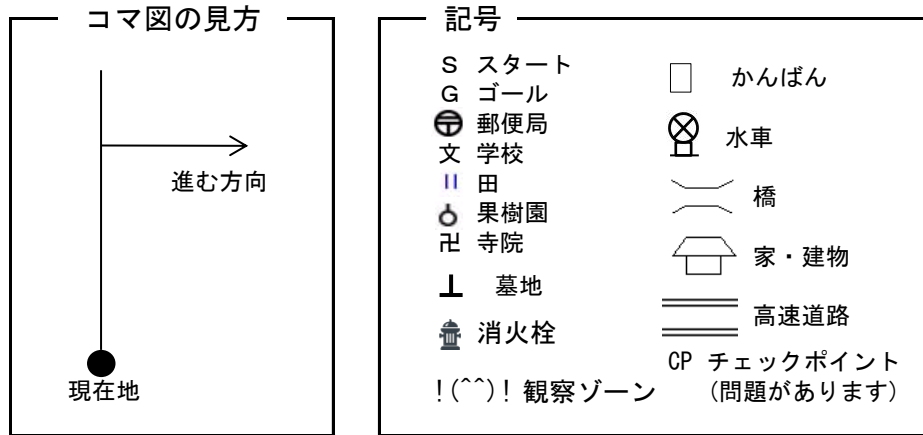 コマ図の見方
進む方向
現在地
記号
S スタート
G ゴール
〒 郵便局
文 学校
II 田
果樹園
卍 寺院
墓地
消火栓
!(^^)! 観察ゾーン
かんばん
水車
橋
家・建物
高速道路
CP チェックポイント
(問題があります)